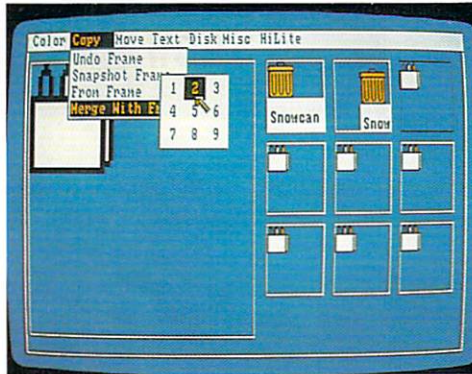 Color Copy Move Text Disk Misc HiLite
Undo Frame
Snapshot Frame
From Frame
Merge With Fr
1 2 3
4 5 6
7 8 9
Snowcan
Snow